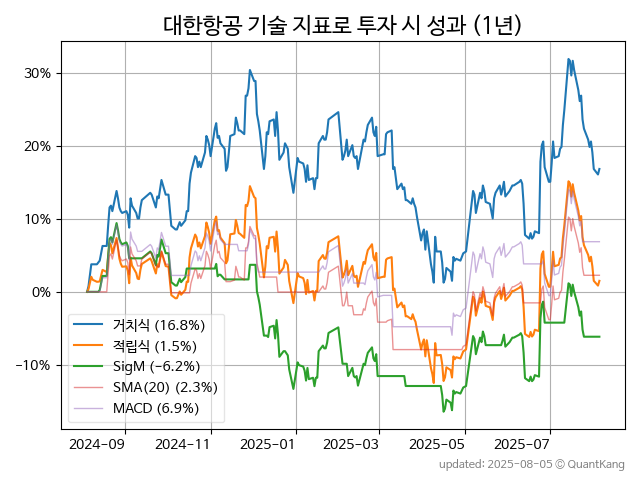 대한항공 기술 지표로 투자 시 성과 (1년)
30%
20%
10%
0%
−10%
거치식 (16.8%)
적립식 (1.5%)
SigM (−6.2%)
SMA(20) (2.3%)
MACD (6.9%)
2024-09 2024-11 2025-01 2025-03 2025-05 2025-07
updated: 2025-08-05 © QuantKang